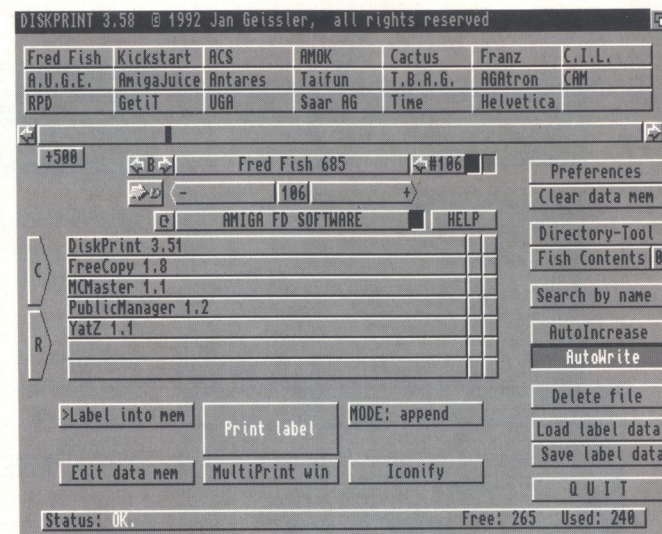 DISKPRINT 3.58 © 1992 Jan Geissler, all rights reserved
Fred Fish Kickstart ACS AMOK Cactus Franz C.I.L.
A.U.G.E. AmigaJuice Antares Taifun T.B.A.G. AGAtron CAM
RPD GetiT UGA Saar AG Time Helvetica
+500
B Fred Fish 685 #106
- 106 +
AMIGA FD SOFTWARE HELP
C
R
DiskPrint 3.51
FreeCopy 1.8
MCMaster 1.1
PublicManager 1.2
YatZ 1.1
Preferences
Clear data mem
Directory-Tool
Fish Contents
Search by name
AutoIncrease
AutoWrite
Delete file
Load label data
Save label data
QUIT
>Label into mem
Print label
MODE: append
Edit data mem
MultiPrint win
Iconify
Status: OK.
Free: 265 Used: 240